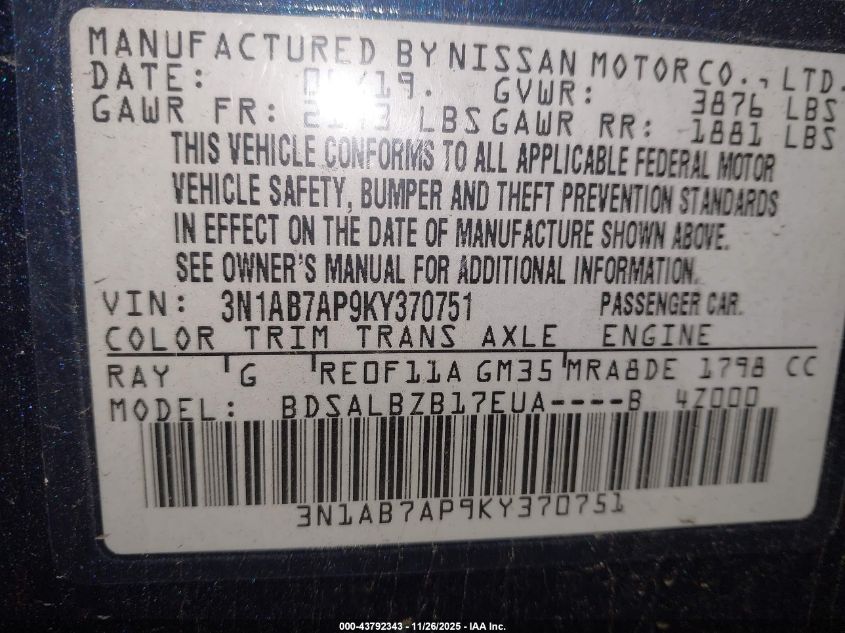 MANUFACTURED BY NISSAN MOTOR CO., LTD.
DATE: GVWR: 3876 LBS
GAWR FR: LBS GAWR RR: 1881 LBS
THIS VEHICLE CONFORMS TO ALL APPLICABLE FEDERAL MOTOR
VEHICLE SAFETY, BUMPER AND THEFT PREVENTION STANDARDS
IN EFFECT ON THE DATE OF MANUFACTURE SHOWN ABOVE.
SEE OWNER'S MANUAL FOR ADDITIONAL INFORMATION.
VIN: 3N1AB7AP9KY370751 PASSENGER CAR.
COLOR TRIM TRANS AXLE ENGINE
RAY G RE0F11A GM35 MRA8DE 1798 CC
MODEL: BDSALBZB17EUA----B 4Z000
3N1AB7AP9KY370751
000-43792343 - 11/26/2025 - IAA Inc.